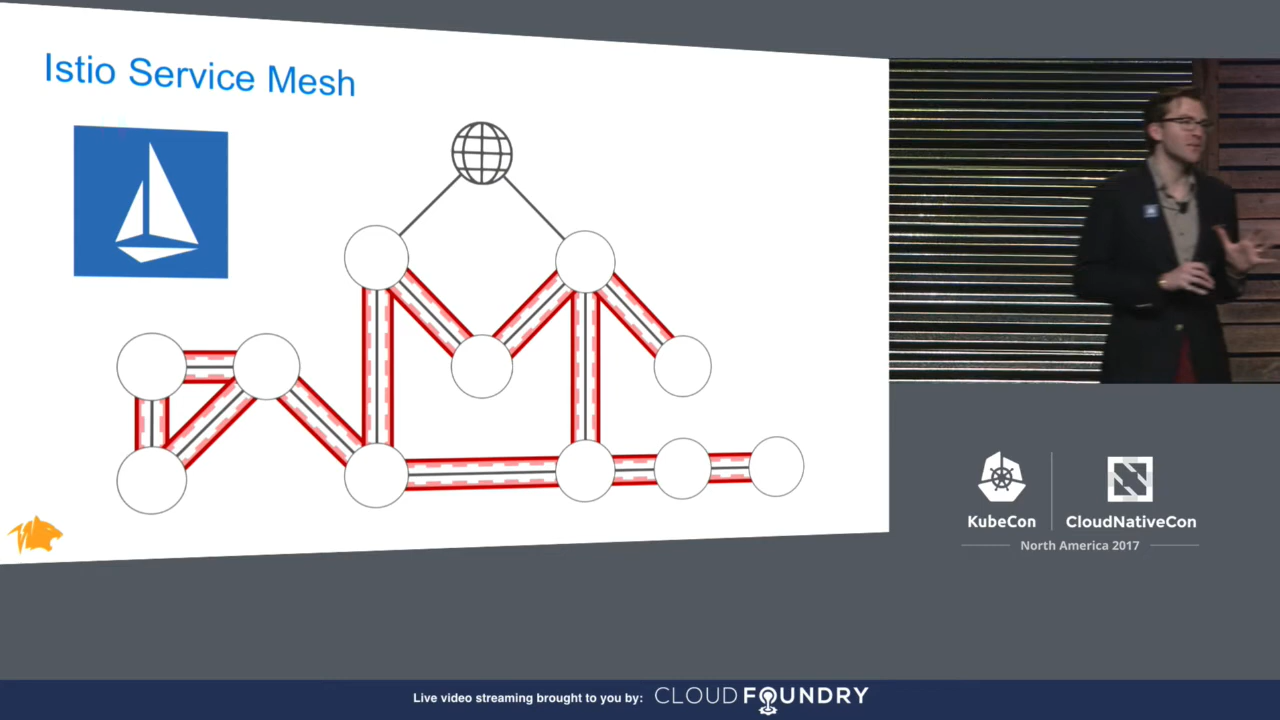 Istio Service Mesh
KubeCon
CloudNativeCon
North America 2017
Live video streaming brought to you by: CLOUD FOUNDRY